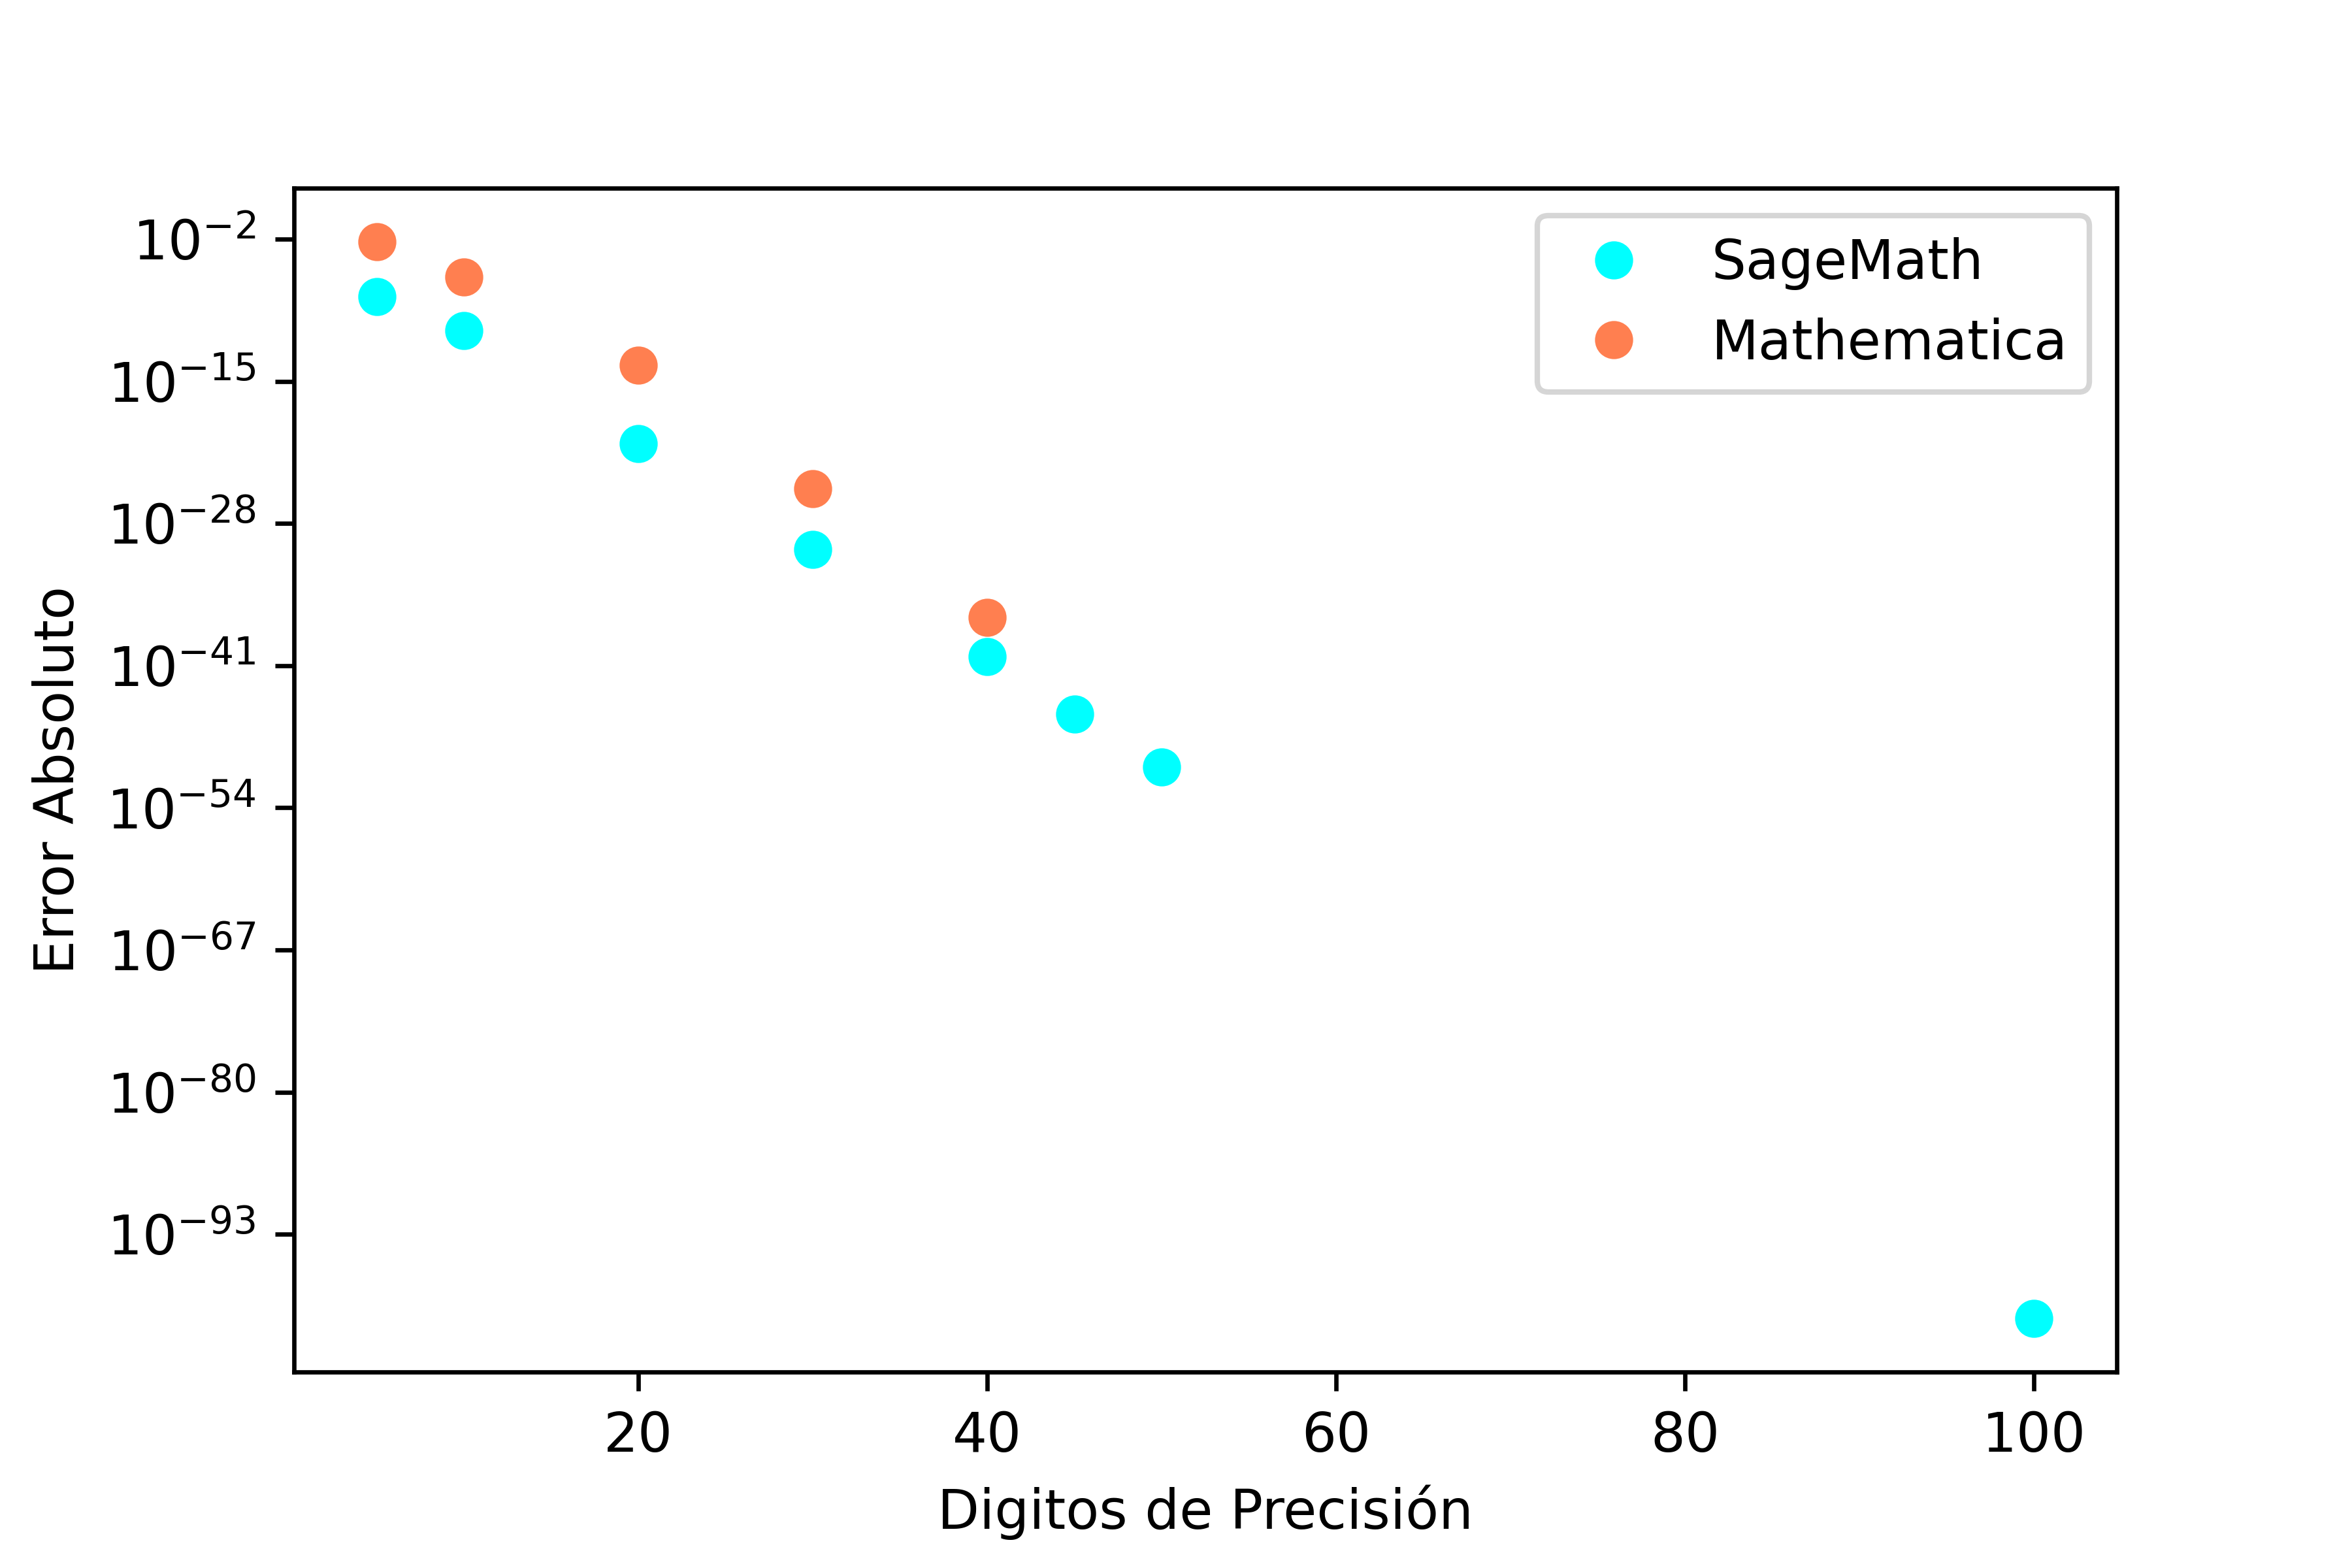 SageMath
Mathematica
10⁻²
10⁻¹⁵
10⁻²⁸
10⁻⁴¹
10⁻⁵⁴
10⁻⁶⁷
10⁻⁸⁰
10⁻⁹³
Error Absoluto
20 40 60 80 100
Digitos de Precisión